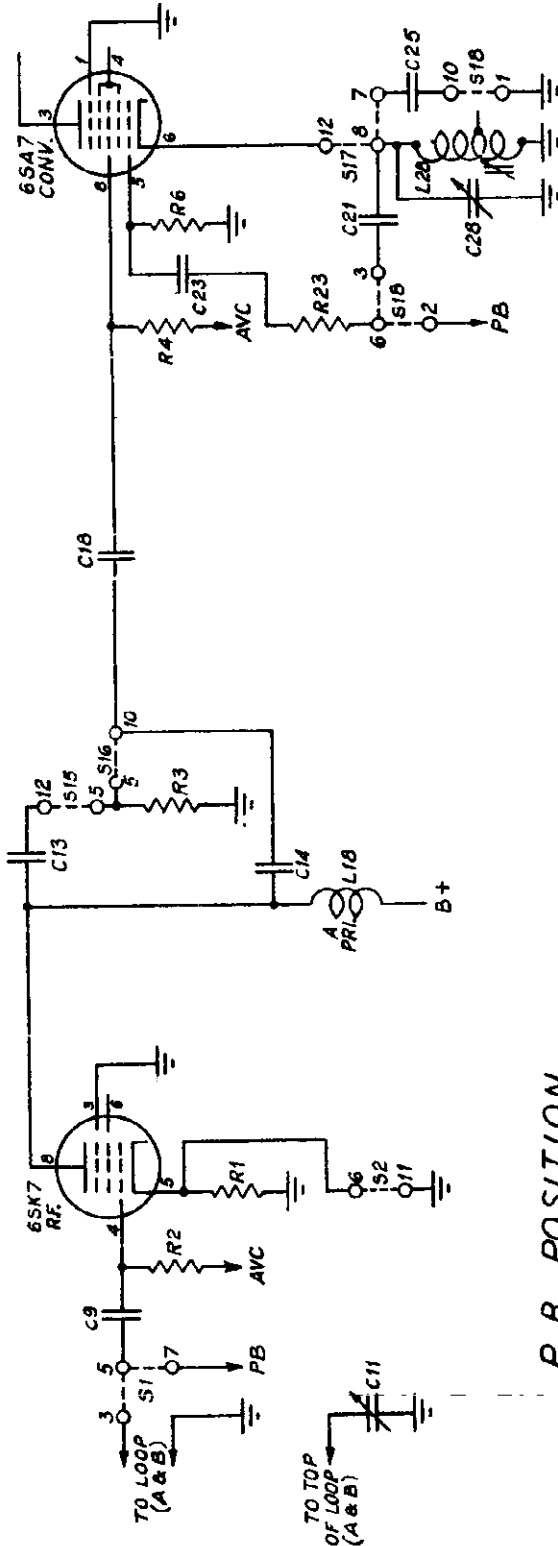 6SK7
R.F.
8
3
6
4
5
C9
R2
AVC
R1
6
S2
11
5
3
S1
7
PB
TO LOOP
(A & B)
TO TOP
OF LOOP
(A & B)
C11
C13
12
S15
5
S16
5
10
R3
C14
A
PRI.
L18
B+
C18
6SA7
CONV.
3
1
4
8
5
6
R4
AVC
C23
R6
R23
6
3
S18
2
PB
C21
12
S17
8
7
C25
10
S18
1
L28
C28
P. B. POSITION